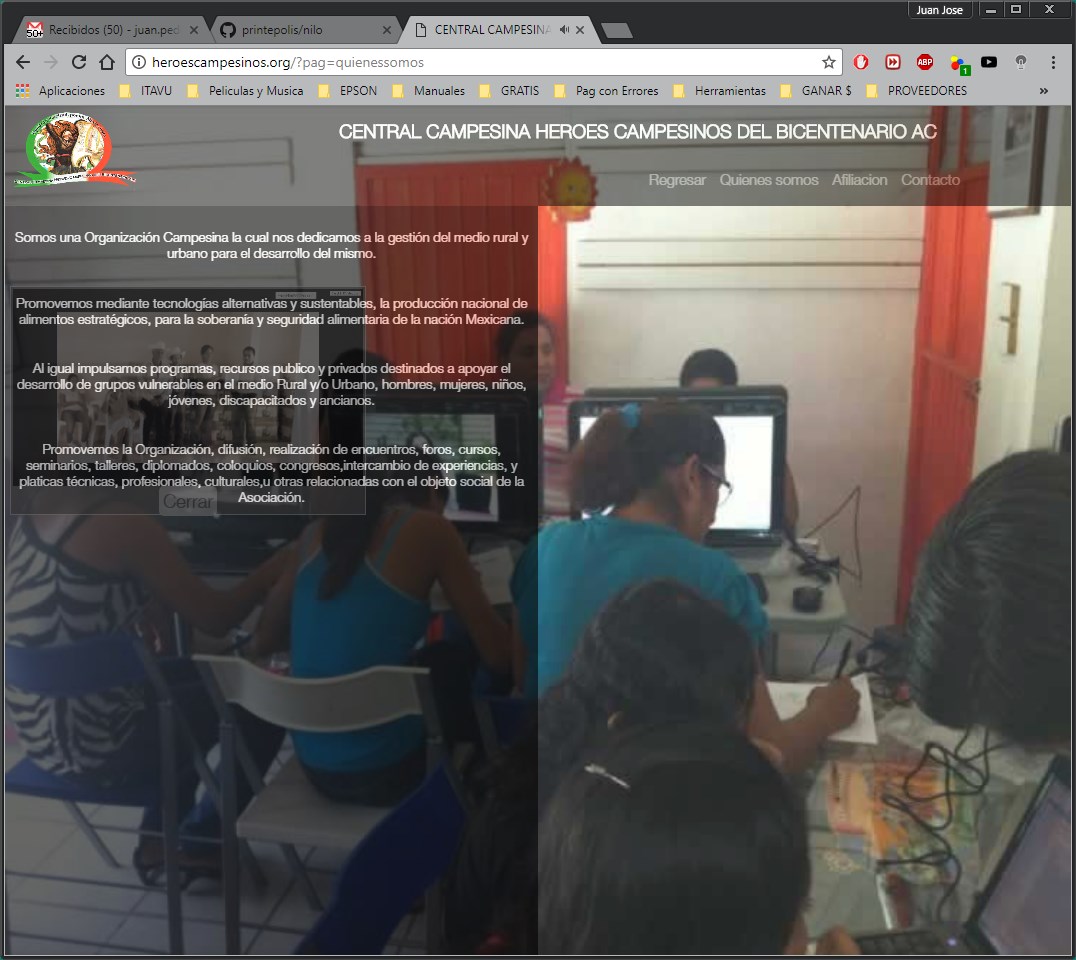 Juan Jose
Recibidos (50) - juan.ped
printepolis/nilo
CENTRAL CAMPESINA
50+
heroescampesinos.org/?pag=quienessomos
ABP
1
Aplicaciones
ITAVU
Peliculas y Musica
EPSON
Manuales
GRATIS
Pag con Errores
Herramientas
GANAR $
PROVEEDORES
»
CENTRAL CAMPESINA HEROES CAMPESINOS DEL BICENTENARIO AC
Regresar Quienes somos Afiliacion Contacto
Somos una Organización Campesina la cual nos dedicamos a la gestión del medio rural y
urbano para el desarrollo del mismo.
Promovemos mediante tecnologías alternativas y sustentables, la producción nacional de
alimentos estratégicos, para la soberanía y seguridad alimentaria de la nación Mexicana.
Al igual impulsamos programas, recursos publico y privados destinados a apoyar el
desarrollo de grupos vulnerables en el medio Rural y/o Urbano, hombres, mujeres, niños,
jóvenes, discapacitados y ancianos.
Promovemos la Organización, difusión, realización de encuentros, foros, cursos,
seminarios, talleres, diplomados, coloquios, congresos,intercambio de experiencias, y
platicas técnicas, profesionales, culturales,u otras relacionadas con el objeto social de la
Asociación.
Cerrar